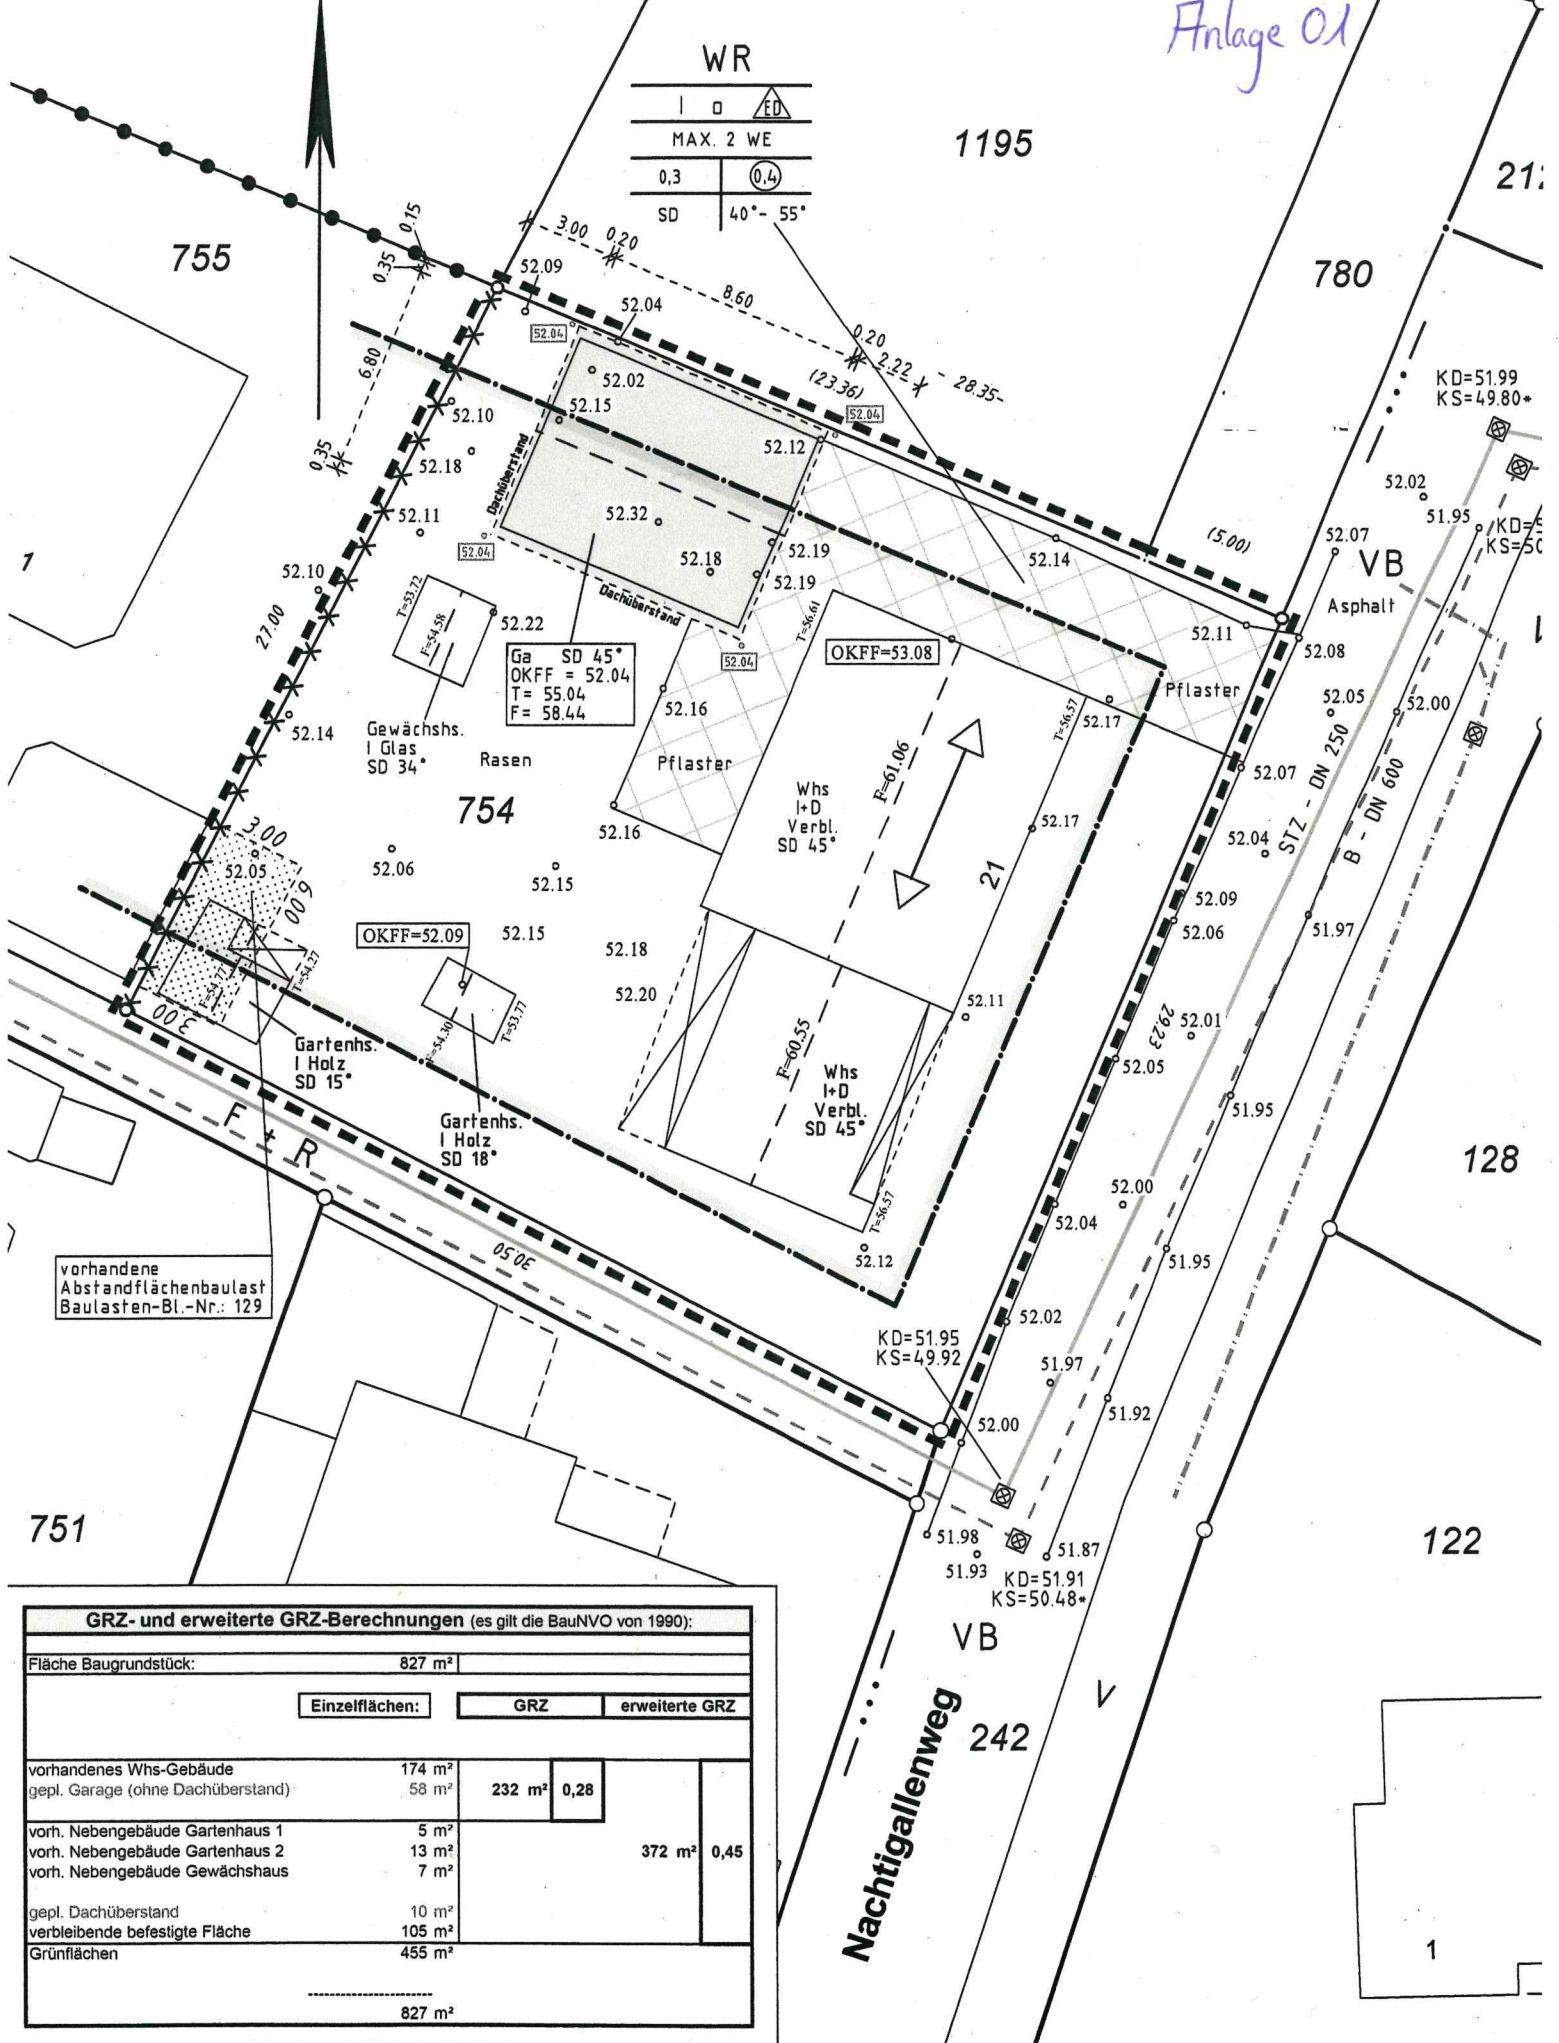 Anlage 01
WR
I o ED
MAX. 2 WE
0,3 0,4
SD 40°- 55°
1195
755
780
3.00 0.20
8.60
0.20
2.22
- 28.35-
(23.36)
(5.00)
0.15
0.35
6.80
0.35
52.09
52.04
52.04
52.02
52.15
52.10
52.18
52.12
52.04
52.11
52.32
52.18
52.19
52.19
52.04
52.10
27.00
Dachüberstand
Dachüberstand
52.14
52.07
52.02
51.95
KD=51.99
KS=49.80*
VB
Asphalt
1
T=53.72
F=54.58
52.22
Ga SD 45°
OKFF = 52.04
T= 55.04
F= 58.44
52.04
T=56.61
OKFF=53.08
52.11
52.08
Pflaster
52.05
52.00
52.16
52.17
T=56.57
52.14
Gewächshs.
I Glas
SD 34°
Rasen
Pflaster
754
F=61.06
Whs
I+D
Verbl.
SD 45°
52.07
52.04
STZ - DN 250
B - DN 600
52.16
52.17
21
3.00
6.00
52.05
52.06
52.15
52.09
52.06
51.97
OKFF=52.09
52.15
52.18
52.20
52.11
F=54.77
T=54.27
3.00
F=54.30
T=53.77
F=60.55
Whs
I+D
Verbl.
SD 45°
29.23
52.01
52.05
51.95
Gartenhs.
I Holz
SD 15°
Gartenhs.
I Holz
SD 18°
F + R
T=56.57
52.12
52.04
52.00
51.95
128
30.50
vorhandene
Abstandflächenbaulast
Baulasten-Bl.-Nr.: 129
52.02
KD=51.95
KS=49.92
51.97
51.92
52.00
751
51.98
51.93
51.87
KD=51.91
KS=50.48*
122
VB
V
242
Nachtigallenweg
1
GRZ- und erweiterte GRZ-Berechnungen (es gilt die BauNVO von 1990):
Fläche Baugrundstück: 827 m²
Einzelflächen: GRZ erweiterte GRZ
vorhandenes Whs-Gebäude 174 m²
gepl. Garage (ohne Dachüberstand) 58 m² 232 m² 0,28
vorh. Nebengebäude Gartenhaus 1 5 m²
vorh. Nebengebäude Gartenhaus 2 13 m² 372 m² 0,45
vorh. Nebengebäude Gewächshaus 7 m²
gepl. Dachüberstand 10 m²
verbleibende befestigte Fläche 105 m²
Grünflächen 455 m²
------------------------
827 m²